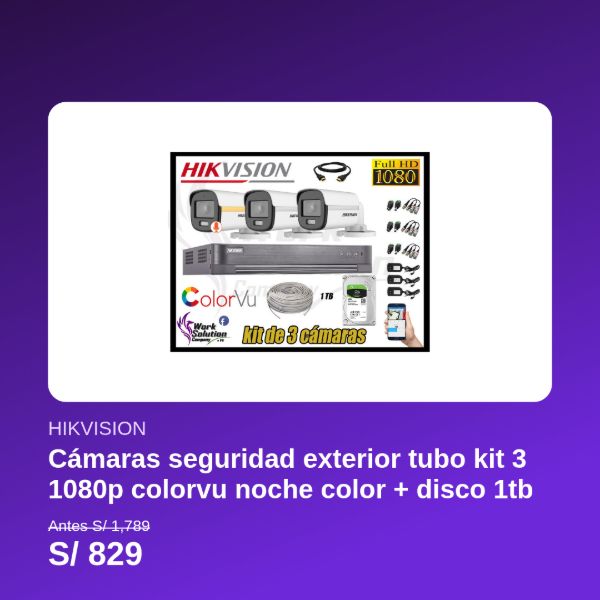 HIKVISION
Full HD
1080
ColorVu
1 TB
Work
Solution
Company
kit de 3 cámaras
HIKVISION
Cámaras seguridad exterior tubo kit 3
1080p colorvu noche color + disco 1tb
Antes S/ 1,789
S/ 829